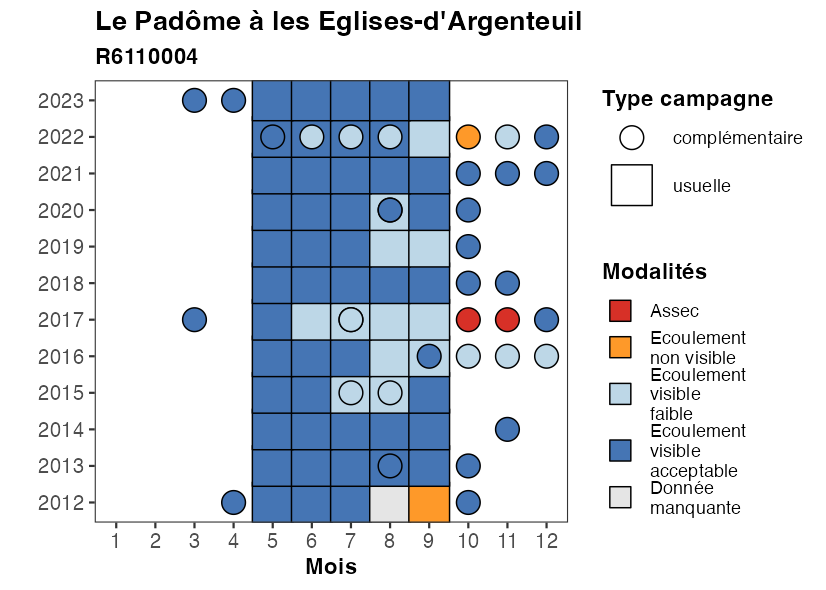 Le Padôme à les Eglises-d'Argenteuil
R6110004
2023
2022
2021
2020
2019
2018
2017
2016
2015
2014
2013
2012
1 2 3 4 5 6 7 8 9 10 11 12
Mois
Type campagne
complémentaire
usuelle
Modalités
Assec
Ecoulement
non visible
Ecoulement
visible
faible
Ecoulement
visible
acceptable
Donnée
manquante